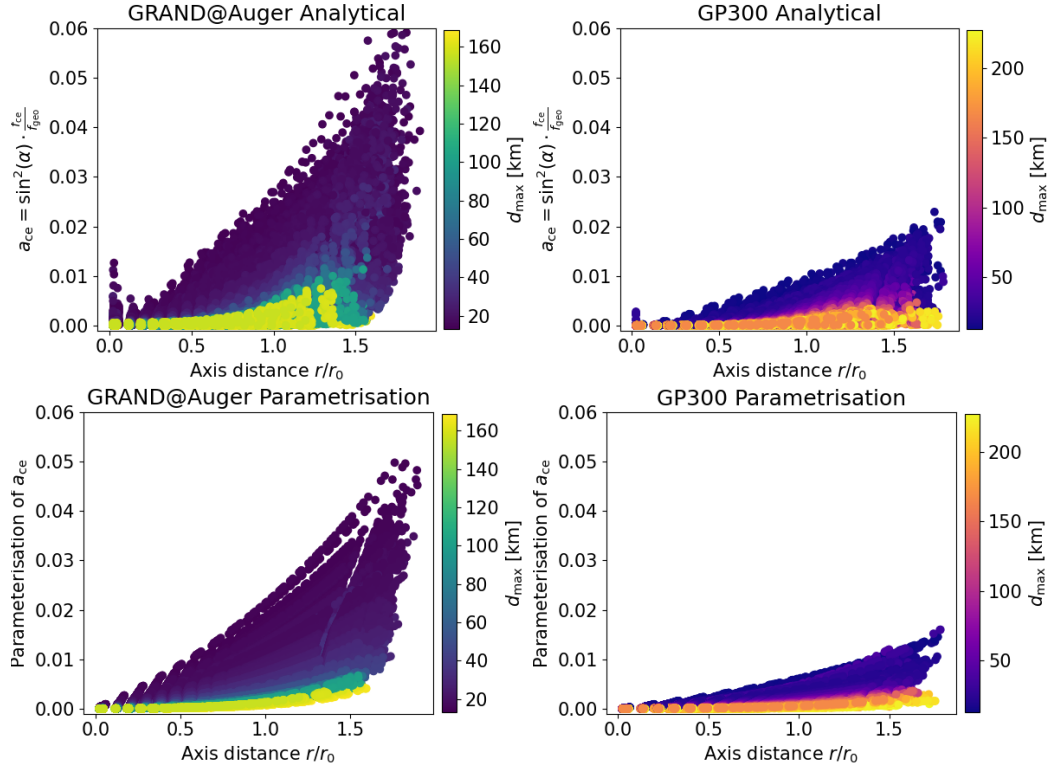 GRAND@Auger Analytical
0.06
0.05
0.04
0.03
0.02
0.01
0.00
a_ce = sin²(α) · f_ce/f_geo
0.0 0.5 1.0 1.5
Axis distance r/r₀
160
140
120
100
80
60
40
20
d_max [km]
GP300 Analytical
0.06
0.05
0.04
0.03
0.02
0.01
0.00
a_ce = sin²(α) · f_ce/f_geo
0.0 0.5 1.0 1.5
Axis distance r/r₀
200
150
100
50
d_max [km]
GRAND@Auger Parametrisation
0.06
0.05
0.04
0.03
0.02
0.01
0.00
Parameterisation of a_ce
0.0 0.5 1.0 1.5
Axis distance r/r₀
160
140
120
100
80
60
40
20
d_max [km]
GP300 Parametrisation
0.06
0.05
0.04
0.03
0.02
0.01
0.00
Parameterisation of a_ce
0.0 0.5 1.0 1.5
Axis distance r/r₀
200
150
100
50
d_max [km]